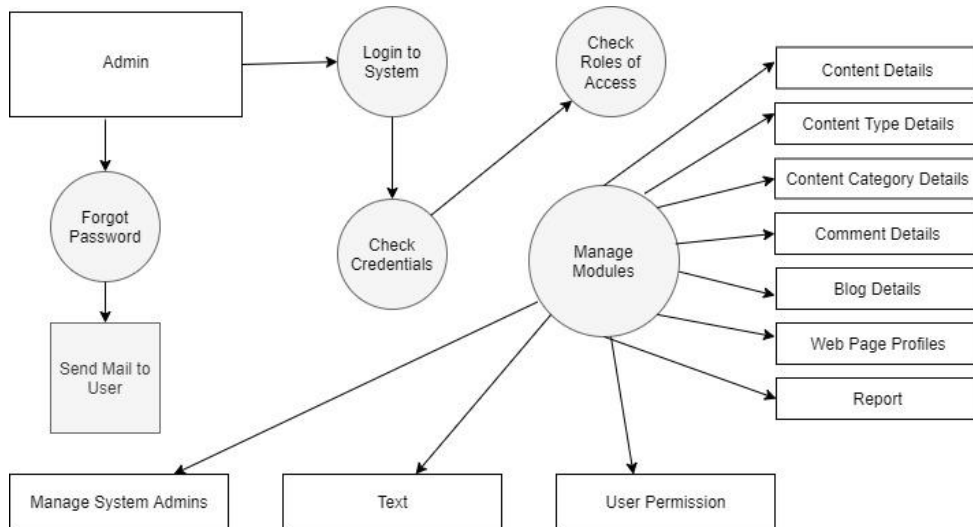 Admin
Login to
System
Check
Roles of
Access
Content Details
Content Type Details
Content Category Details
Forgot
Password
Check
Credentials
Manage
Modules
Comment Details
Blog Details
Web Page Profiles
Send Mail to
User
Report
Manage System Admins
Text
User Permission